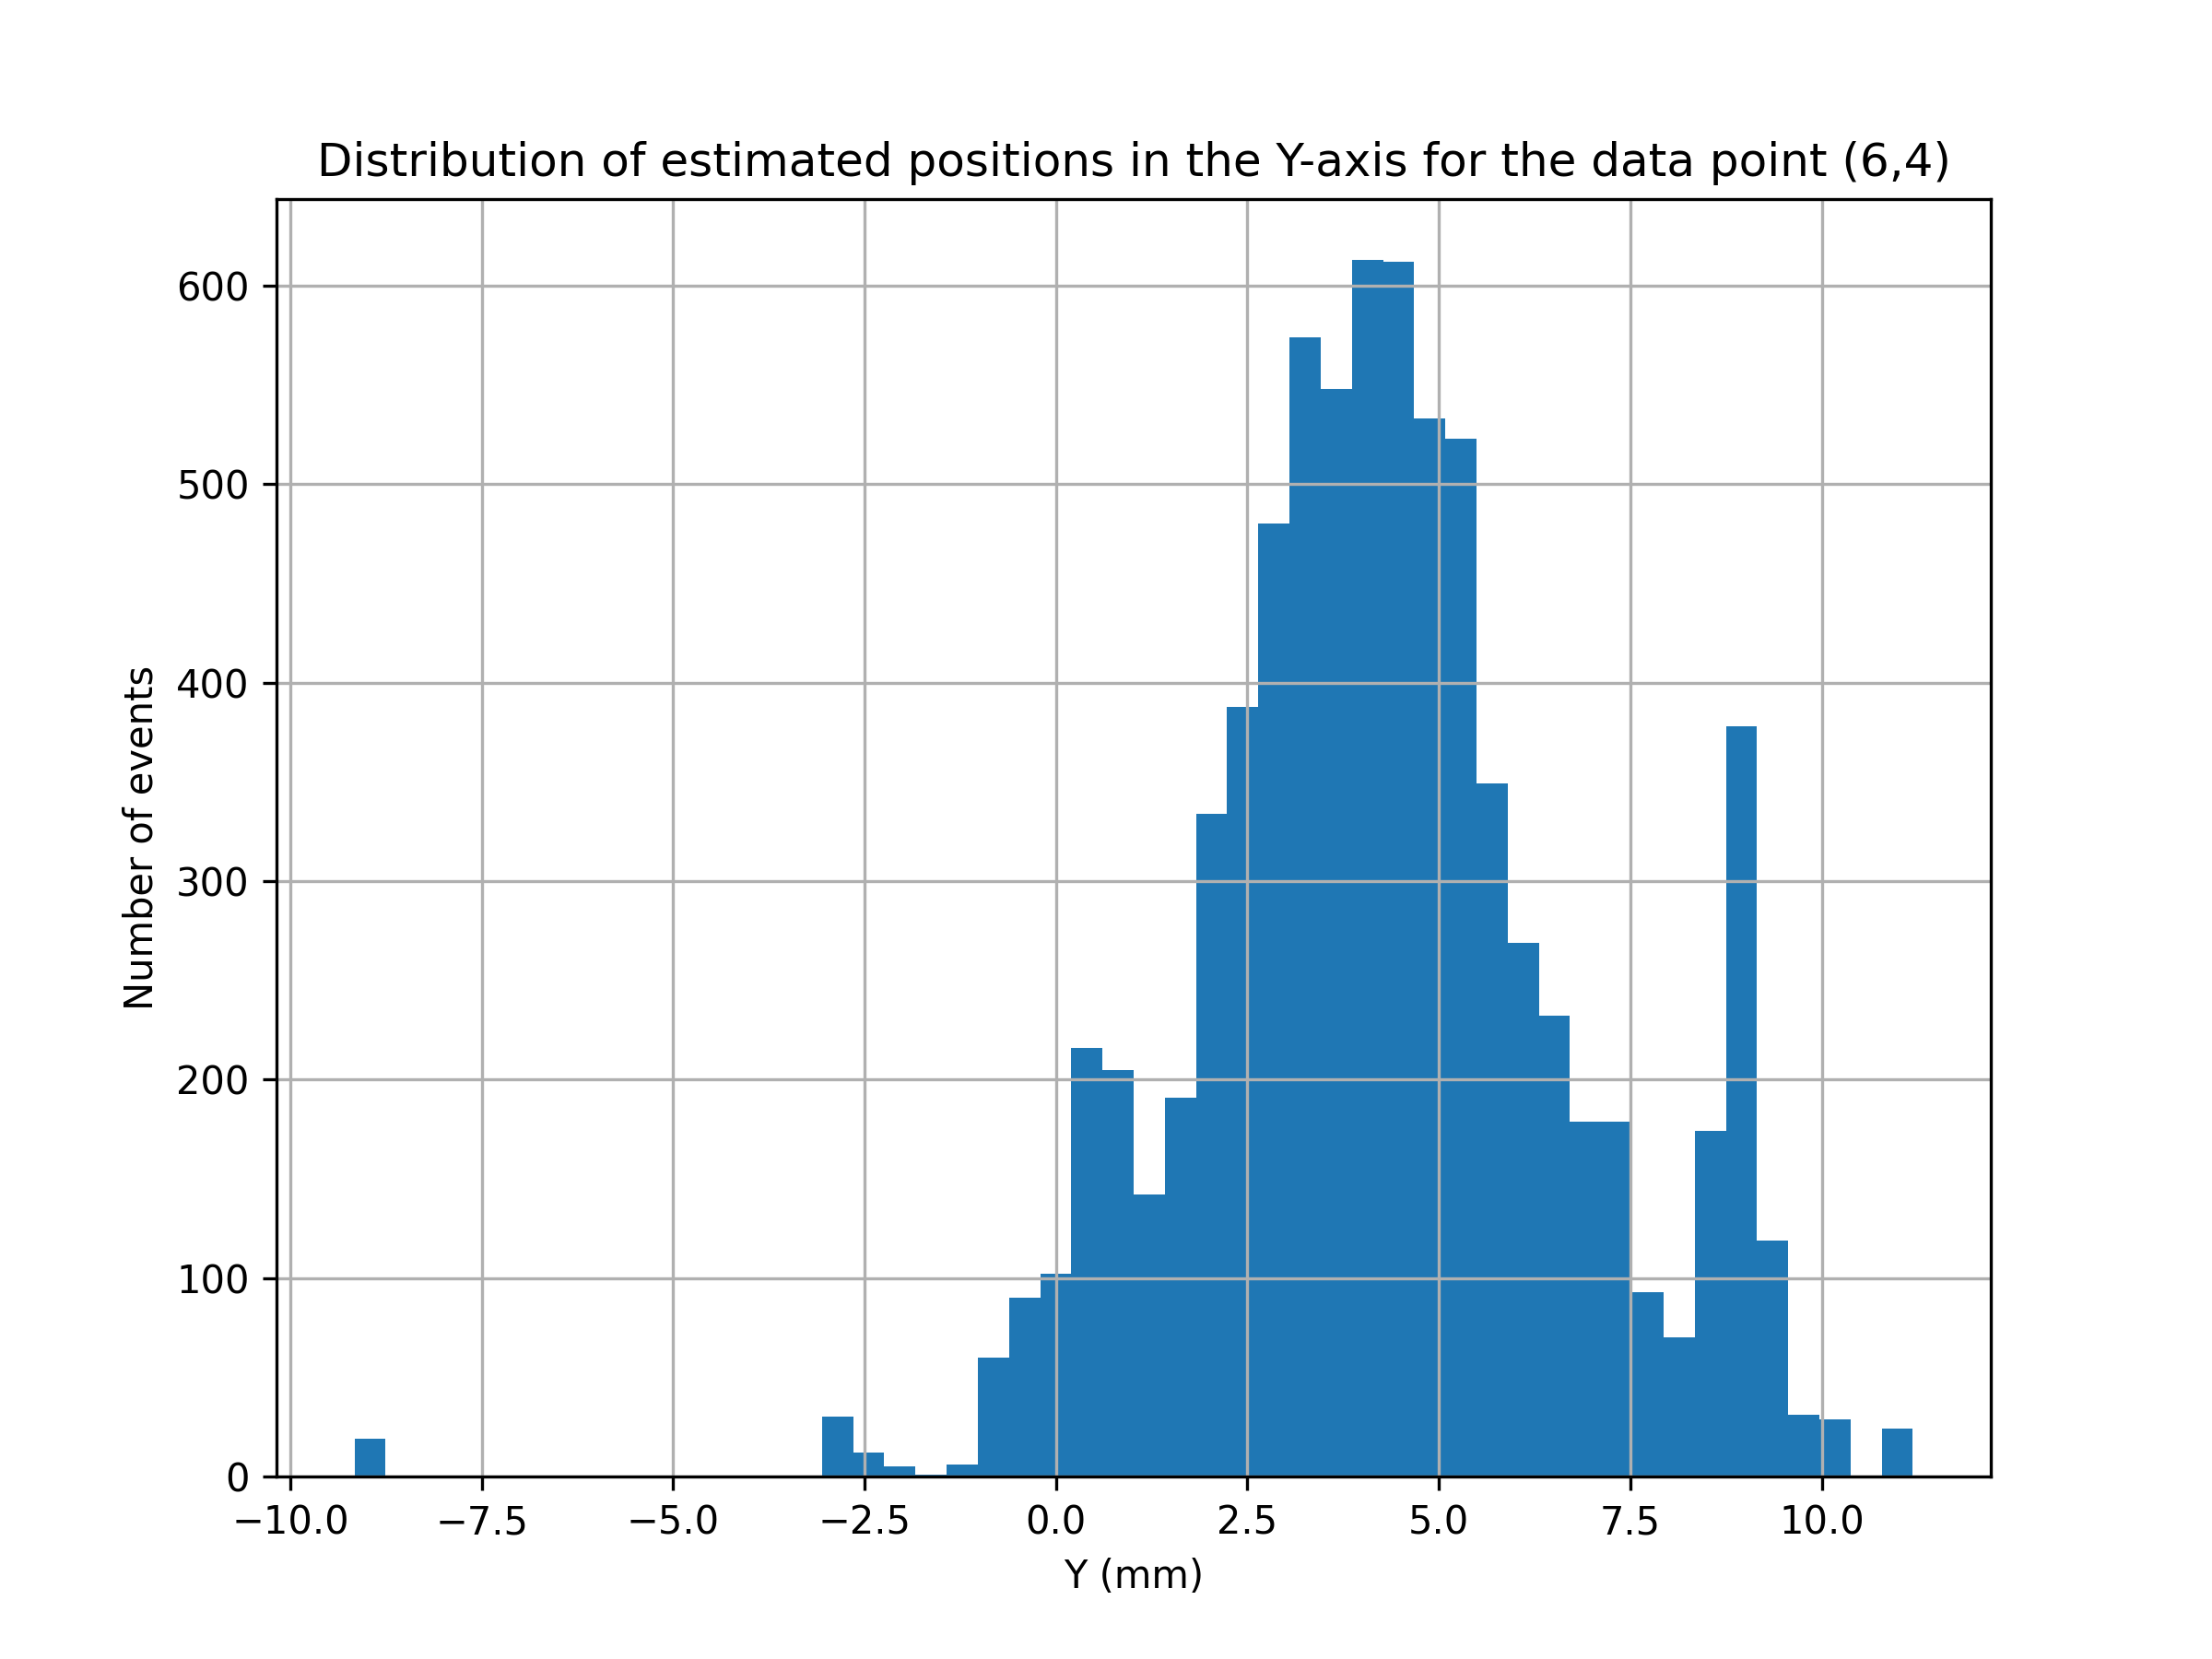 Distribution of estimated positions in the Y-axis for the data point (6,4)
600
500
400
300
200
100
0
Number of events
−10.0 −7.5 −5.0 −2.5 0.0 2.5 5.0 7.5 10.0
Y (mm)